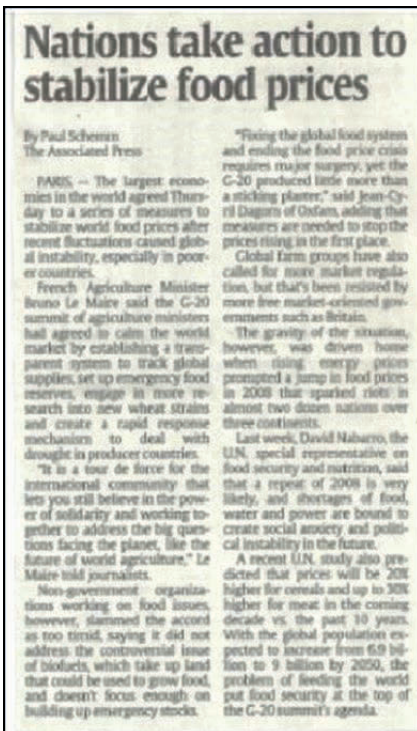 Nations take action to
stabilize food prices
By Paul Schemm
The Associated Press
PARIS — The largest econo-
mies in the world agreed Thurs-
day to a series of measures to
stabilize world food prices after
recent fluctuations caused glob-
al instability, especially in poor-
er countries.
French Agriculture Minister
Bruno Le Maire said the G-20
summit of agriculture ministers
had agreed to calm the world
market by establishing a trans-
parent system to track global
supplies, set up emergency food
reserves, engage in more re-
search into new wheat strains
and create a rapid response
mechanism to deal with
drought in producer countries.
"It is a tour de force for the
international community that
lets you still believe in the pow-
er of solidarity and working to-
gether to address the big ques-
tions facing the planet, like the
future of world agriculture," Le
Maire told journalists.
Non-government organiza-
tions working on food issues,
however, slammed the accord
as too timid, saying it did not
address the controversial issue
of biofuels, which take up land
that could be used to grow food,
and doesn't focus enough on
building up emergency stocks.
"Fixing the global food system
and ending the food price crisis
requires major surgery, yet the
G-20 produced little more than
a sticking plaster," said Jean-Cy-
ril Dagorn of Oxfam, adding that
measures are needed to stop the
prices rising in the first place.
Global farm groups have also
called for more market regula-
tion, but that's been resisted by
more free market-oriented gov-
ernments such as Britain.
The gravity of the situation,
however, was driven home
when rising energy prices
prompted a jump in food prices
in 2008 that sparked riots in
almost two dozen nations over
three continents.
Last week, David Nabarro, the
U.N. special representative on
food security and nutrition, said
that a repeat of 2008 is very
likely, and shortages of food,
water and power are bound to
create social anxiety and politi-
cal instability in the future.
A recent U.N. study also pre-
dicted that prices will be 20%
higher for cereals and up to 30%
higher for meat in the coming
decade vs. the past 10 years.
With the global population ex-
pected to increase from 6.9 bil-
lion to 9 billion by 2050, the
problem of feeding the world
put food security at the top of
the G-20 summit's agenda.